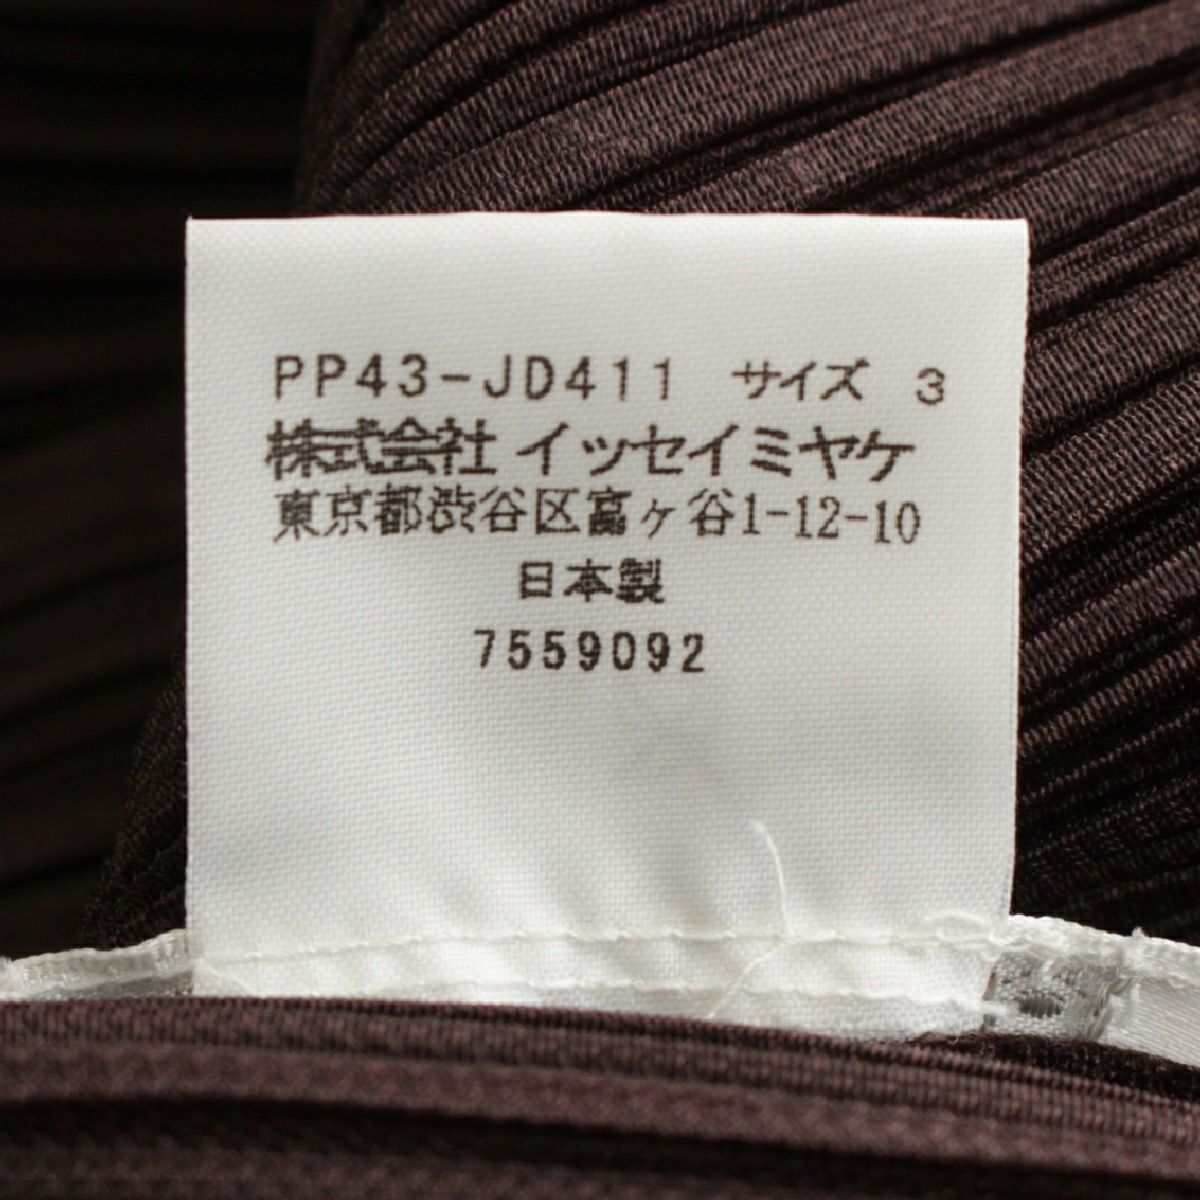 PP43-JD411 サイズ 3
株式会社 イッセイミヤケ
東京都渋谷区富ヶ谷1-12-10
日本製
7559092